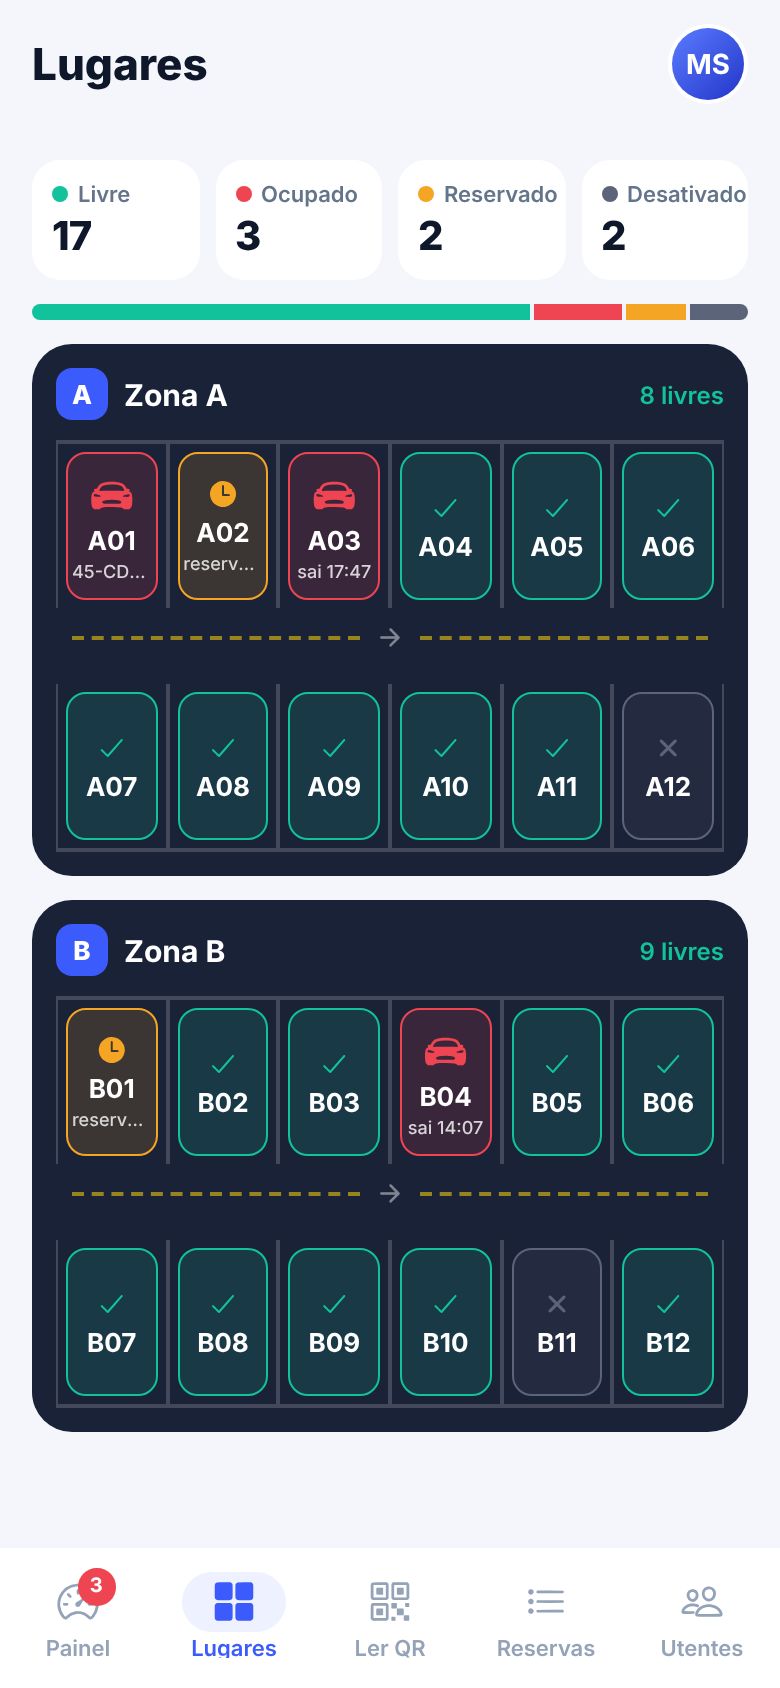 Lugares
MS
Livre
17
Ocupado
3
Reservado
2
Desativado
2
A
Zona A
8 livres
A01
45-CD...
A02
reserv...
A03
sai 17:47
A04
A05
A06
A07
A08
A09
A10
A11
A12
B
Zona B
9 livres
B01
reserv...
B02
B03
B04
sai 14:07
B05
B06
B07
B08
B09
B10
B11
B12
3
Painel
Lugares
Ler QR
Reservas
Utentes